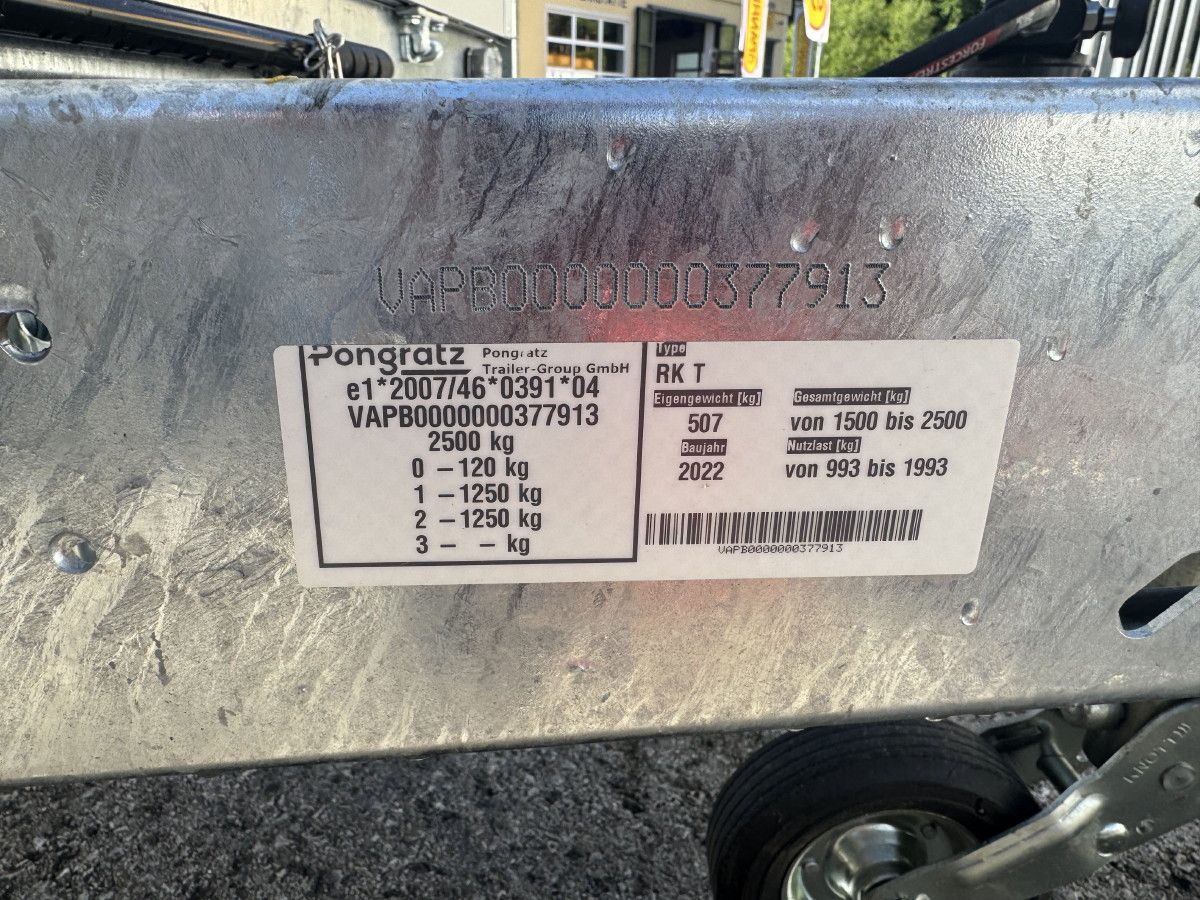 FORCESTR
VAPB0000000377913
Pongratz
Pongratz
Trailer-Group GmbH
e1*2007/46*0391*04
VAPB0000000377913
2500 kg
0 – 120 kg
1 – 1250 kg
2 – 1250 kg
3 – – kg
Type
RK T
Eigengewicht [kg]
507
Gesamtgewicht [kg]
von 1500 bis 2500
Baujahr
2022
Nutzlast [kg]
von 993 bis 1993
VAPB0000000377913
KNOTT